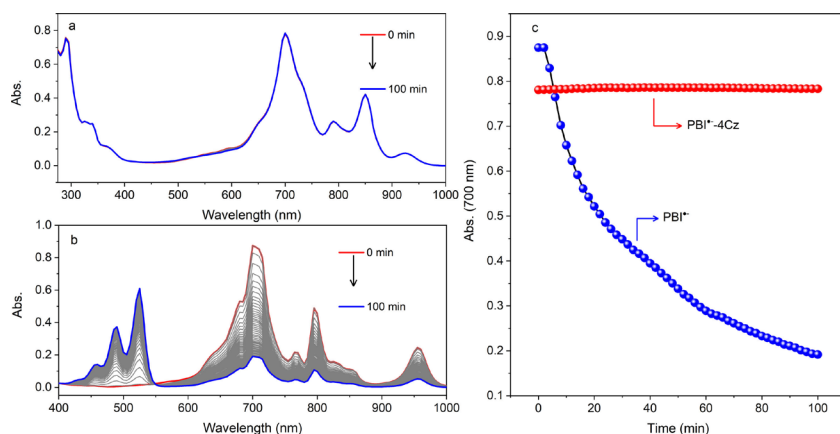 a
0.8
0.6
0.4
0.2
0.0
Abs.
0 min
100 min
300 400 500 600 700 800 900 1000
Wavelength (nm)
b
1.0
0.8
0.6
0.4
0.2
0.0
Abs.
0 min
100 min
400 500 600 700 800 900 1000
Wavelength (nm)
c
0.9
0.8
0.7
0.6
0.5
0.4
0.3
0.2
0.1
Abs. (700 nm)
PBI•−-4Cz
PBI•−
0 20 40 60 80 100
Time (min)